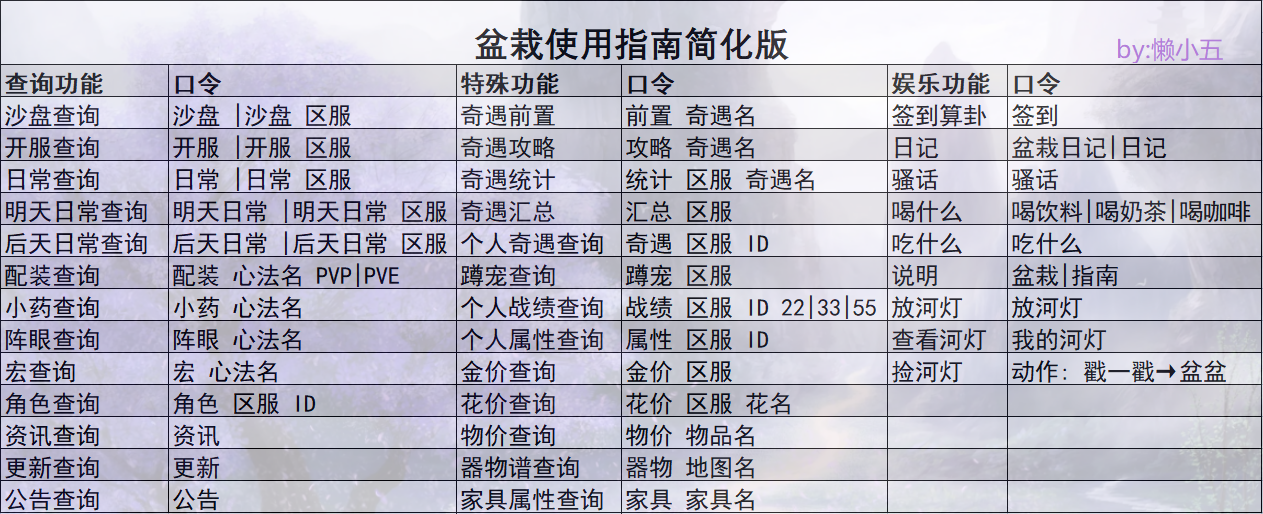 盆栽使用指南简化版
by:懒小五
查询功能 口令 特殊功能 口令 娱乐功能 口令
沙盘查询 沙盘 |沙盘 区服 奇遇前置 前置 奇遇名 签到算卦 签到
开服查询 开服 |开服 区服 奇遇攻略 攻略 奇遇名 日记 盆栽日记|日记
日常查询 日常 |日常 区服 奇遇统计 统计 区服 奇遇名 骚话 骚话
明天日常查询 明天日常 |明天日常 区服 奇遇汇总 汇总 区服 喝什么 喝饮料|喝奶茶|喝咖啡
后天日常查询 后天日常 |后天日常 区服 个人奇遇查询 奇遇 区服 ID 吃什么 吃什么
配装查询 配装 心法名 PVP|PVE 蹲宠查询 蹲宠 区服 说明 盆栽|指南
小药查询 小药 心法名 个人战绩查询 战绩 区服 ID 22|33|55 放河灯 放河灯
阵眼查询 阵眼 心法名 个人属性查询 属性 区服 ID 查看河灯 我的河灯
宏查询 宏 心法名 金价查询 金价 区服 捡河灯 动作: 戳一戳→盆盆
角色查询 角色 区服 ID 花价查询 花价 区服 花名
资讯查询 资讯 物价查询 物价 物品名
更新查询 更新 器物谱查询 器物 地图名
公告查询 公告 家具属性查询 家具 家具名